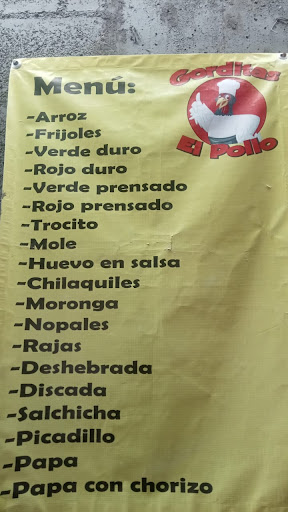 Menú:
Gorditas
El Pollo
-Arroz
-Frijoles
-Verde duro
-Rojo duro
-Verde prensado
-Rojo prensado
-Trocito
-Mole
-Huevo en salsa
-Chilaquiles
-Moronga
-Nopales
-Rajas
-Deshebrada
-Discada
-Salchicha
-Picadillo
-Papa
-Papa con chorizo